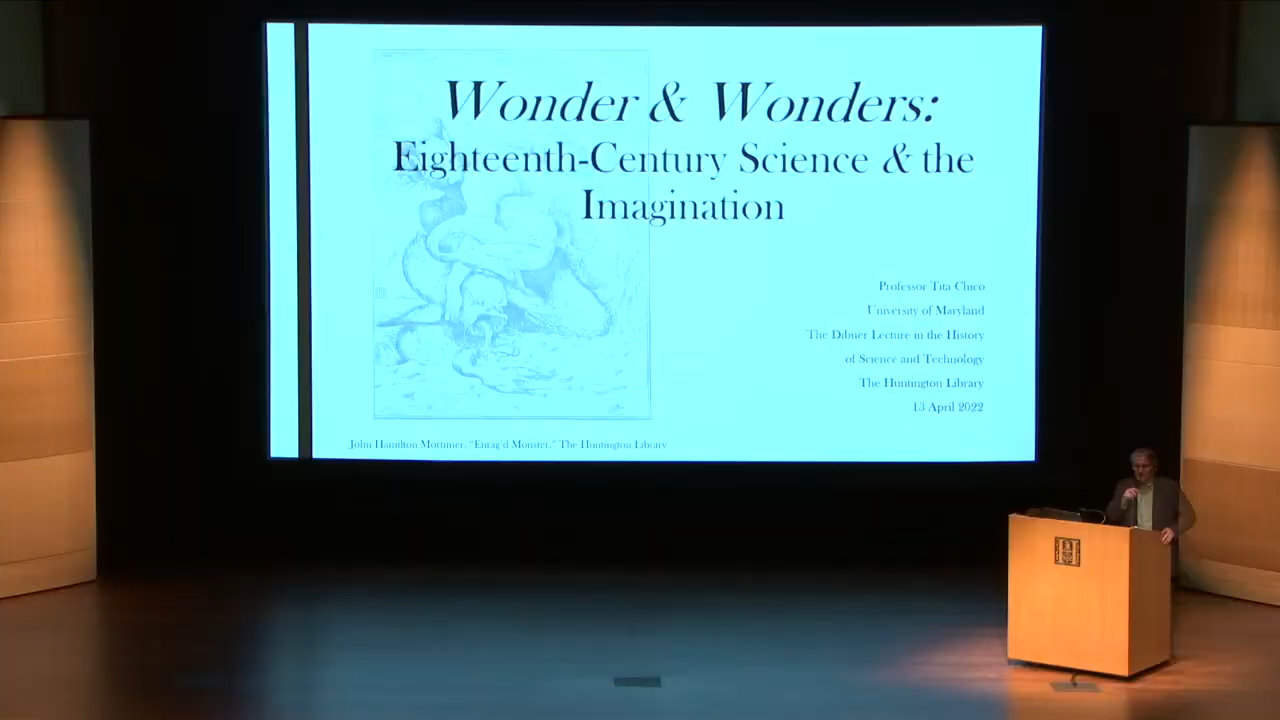 Wonder & Wonders:
Eighteenth-Century Science & the
Imagination
Professor Tita Chico
University of Maryland
The Dibner Lecture in the History
of Science and Technology
The Huntington Library
13 April 2022
John Hamilton Mortimer. "Enrag'd Monster." The Huntington Library
H